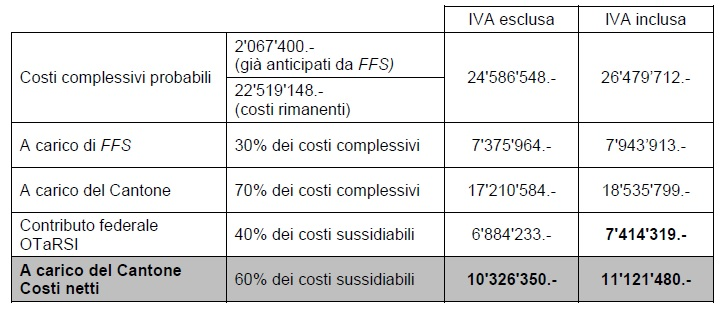 IVA esclusa IVA inclusa
Costi complessivi probabili 2'067'400.- (già anticipati da FFS) 22'519'148.- (costi rimanenti) 24'586'548.- 26'479'712.-
A carico di FFS 30% dei costi complessivi 7'375'964.- 7'943'913.-
A carico del Cantone 70% dei costi complessivi 17'210'584.- 18'535'799.-
Contributo federale OTaRSI 40% dei costi sussidiabili 6'884'233.- 7'414'319.-
A carico del Cantone Costi netti 60% dei costi sussidiabili 10'326'350.- 11'121'480.-